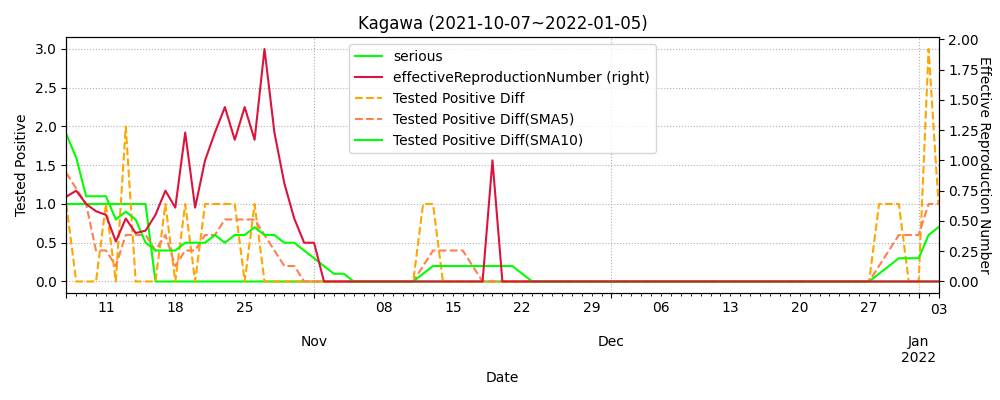 Kagawa (2021-10-07~2022-01-05)
serious
effectiveReproductionNumber (right)
Tested Positive Diff
Tested Positive Diff(SMA5)
Tested Positive Diff(SMA10)
Tested Positive
3.0
2.5
2.0
1.5
1.0
0.5
0.0
Effective Reproduction Number
2.00
1.75
1.50
1.25
1.00
0.75
0.50
0.25
0.00
11 18 25 08 15 22 29 06 13 20 27 03
Nov Dec Jan
2022
Date